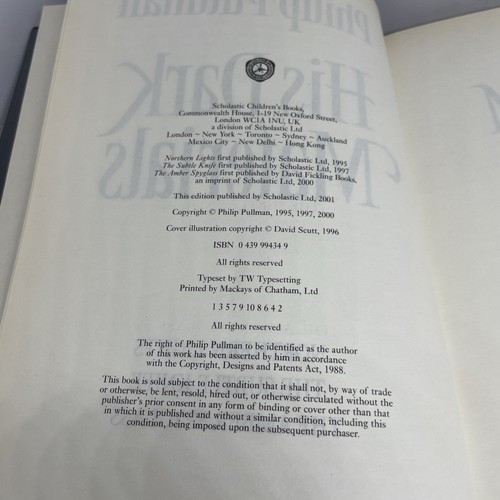 Scholastic Children's Books,
Commonwealth House, 1-19 New Oxford Street,
London WC1A 1NU, UK
a division of Scholastic Ltd
London ~ New York ~ Toronto ~ Sydney ~ Auckland
Mexico City ~ New Delhi ~ Hong Kong
Northern Lights first published by Scholastic Ltd, 1995
The Subtle Knife first published by Scholastic Ltd, 1997
The Amber Spyglass first published by David Fickling Books,
an imprint of Scholastic Ltd, 2000
This edition published by Scholastic Ltd, 2001
Copyright © Philip Pullman, 1995, 1997, 2000
Cover illustration copyright © David Scutt, 1996
ISBN 0 439 99434 9
All rights reserved
Typeset by TW Typesetting
Printed by Mackays of Chatham, Ltd
1 3 5 7 9 10 8 6 4 2
All rights reserved
The right of Philip Pullman to be identified as the author
of this work has been asserted by him in accordance
with the Copyright, Designs and Patents Act, 1988.
This book is sold subject to the condition that it shall not, by way of trade
or otherwise, be lent, resold, hired out, or otherwise circulated without the
publisher's prior consent in any form of binding or cover other than that
in which it is published and without a similar condition, including this
condition, being imposed upon the subsequent purchaser.